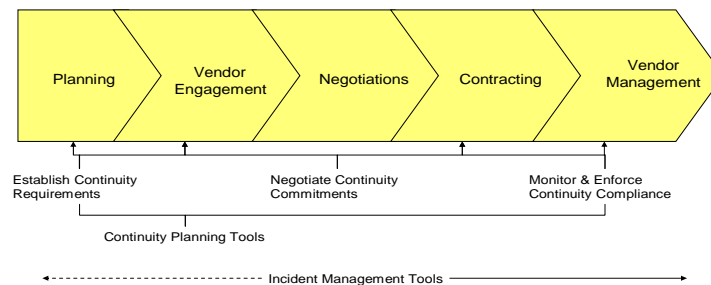 Planning
Vendor
Engagement
Negotiations
Contracting
Vendor
Management
Establish Continuity
Requirements
Negotiate Continuity
Commitments
Monitor & Enforce
Continuity Compliance
Continuity Planning Tools
Incident Management Tools